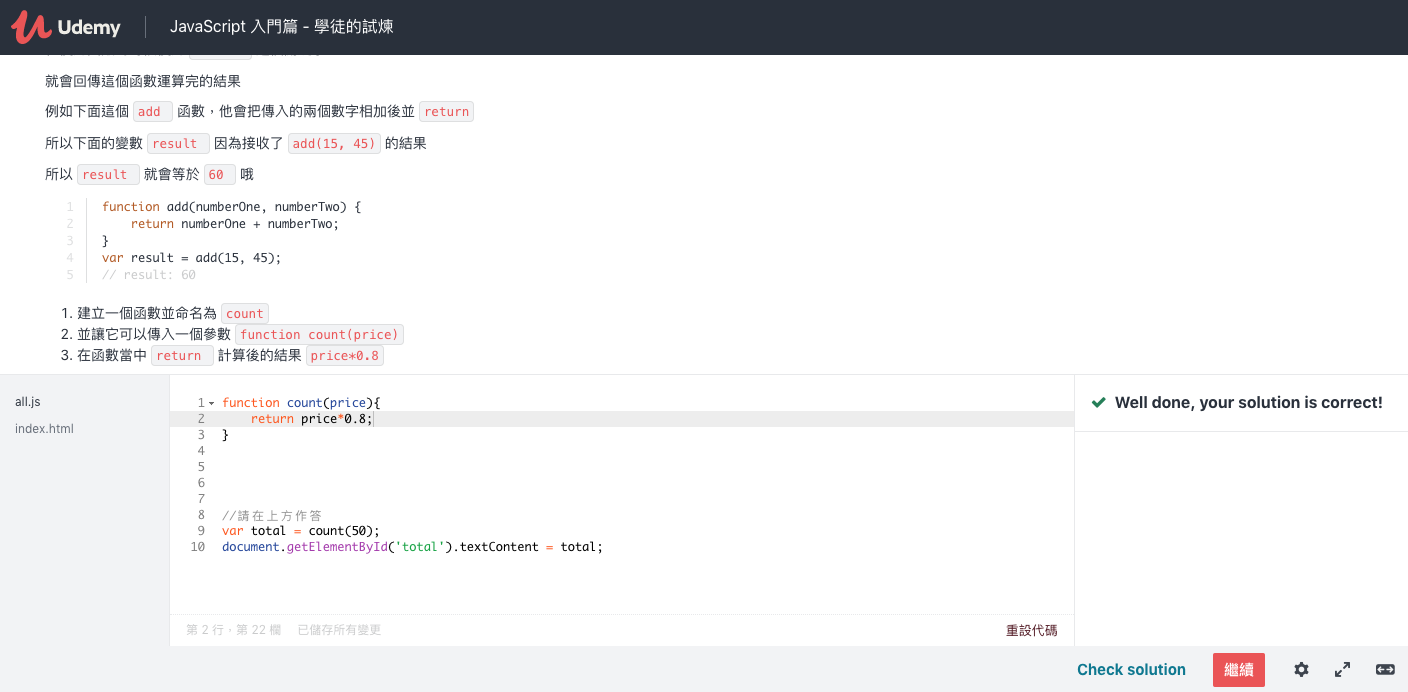 Udemy
JavaScript 入門篇 - 學徒的試煉
就會回傳這個函數運算完的結果
例如下面這個 add 函數，他會把傳入的兩個數字相加後並 return
所以下面的變數 result 因為接收了 add(15, 45) 的結果
所以 result 就會等於 60 哦
1 function add(numberOne, numberTwo) {
2 return numberOne + numberTwo;
3 }
4 var result = add(15, 45);
5 // result: 60
1. 建立一個函數並命名為 count
2. 並讓它可以傳入一個參數 function count(price)
3. 在函數當中 return 計算後的結果 price*0.8
all.js
index.html
1 function count(price){
2 return price*0.8;
3 }
4
5
6
7
8 //請在上方作答
9 var total = count(50);
10 document.getElementById('total').textContent = total;
Well done, your solution is correct!
第 2 行，第 22 欄 已儲存所有變更
重設代碼
Check solution
繼續